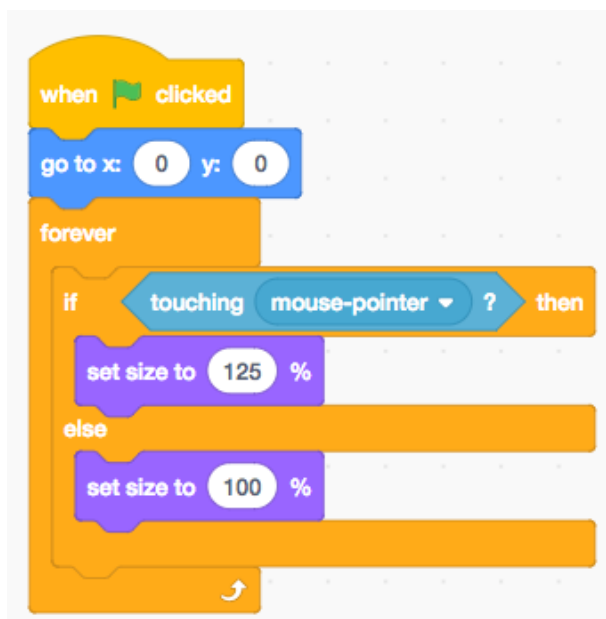 when clicked
go to x: 0 y: 0
forever
if touching mouse-pointer ? then
set size to 125 %
else
set size to 100 %